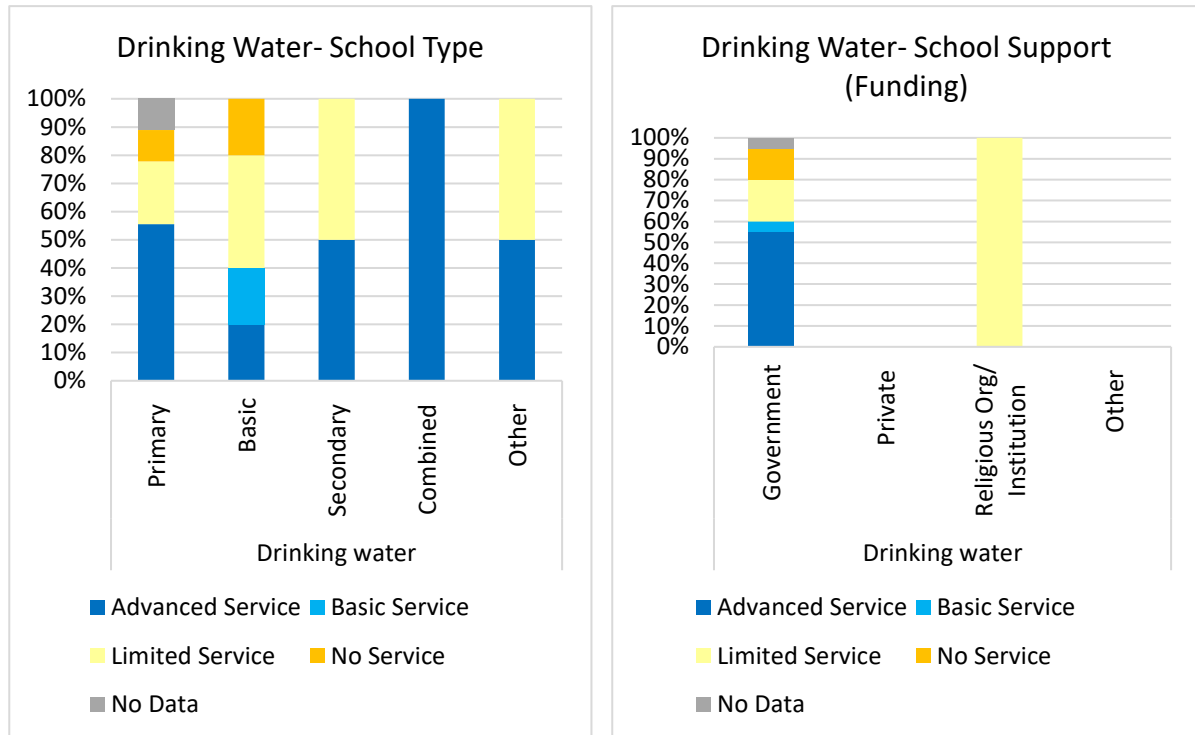 Drinking Water- School Type
100%
90%
80%
70%
60%
50%
40%
30%
20%
10%
0%
Primary
Basic
Secondary
Combined
Other
Drinking water
Advanced Service
Basic Service
Limited Service
No Service
No Data
Drinking Water- School Support
(Funding)
100%
90%
80%
70%
60%
50%
40%
30%
20%
10%
0%
Government
Private
Religious Org/
Institution
Other
Drinking water
Advanced Service
Basic Service
Limited Service
No Service
No Data